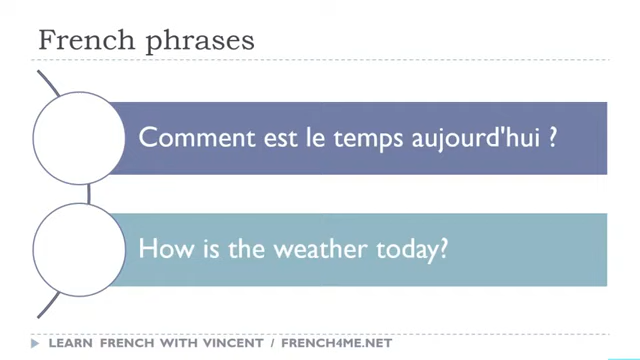 French phrases
Comment est le temps aujourd'hui ?
How is the weather today?
LEARN FRENCH WITH VINCENT / FRENCH4ME.NET